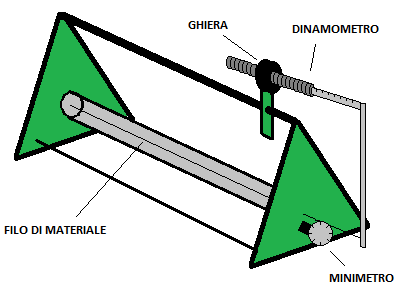 GHIERA
DINAMOMETRO
FILO DI MATERIALE
MINIMETRO